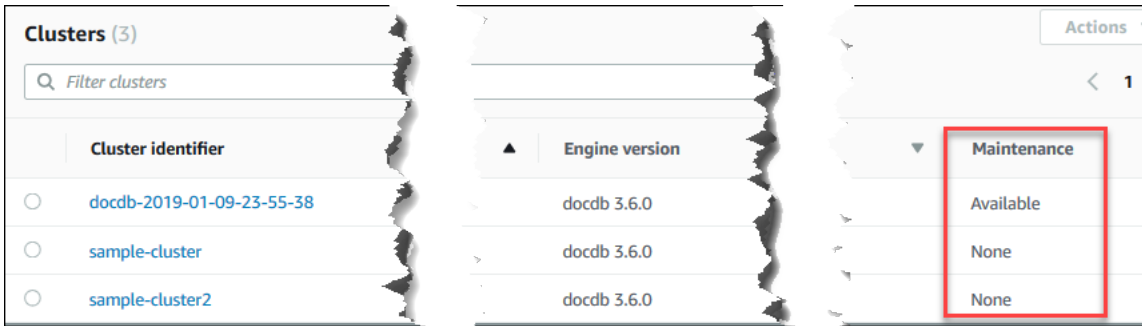 Clusters (3)
Actions
Filter clusters
1
Cluster identifier Engine version Maintenance
docdb-2019-01-09-23-55-38 docdb 3.6.0 Available
sample-cluster docdb 3.6.0 None
sample-cluster2 docdb 3.6.0 None